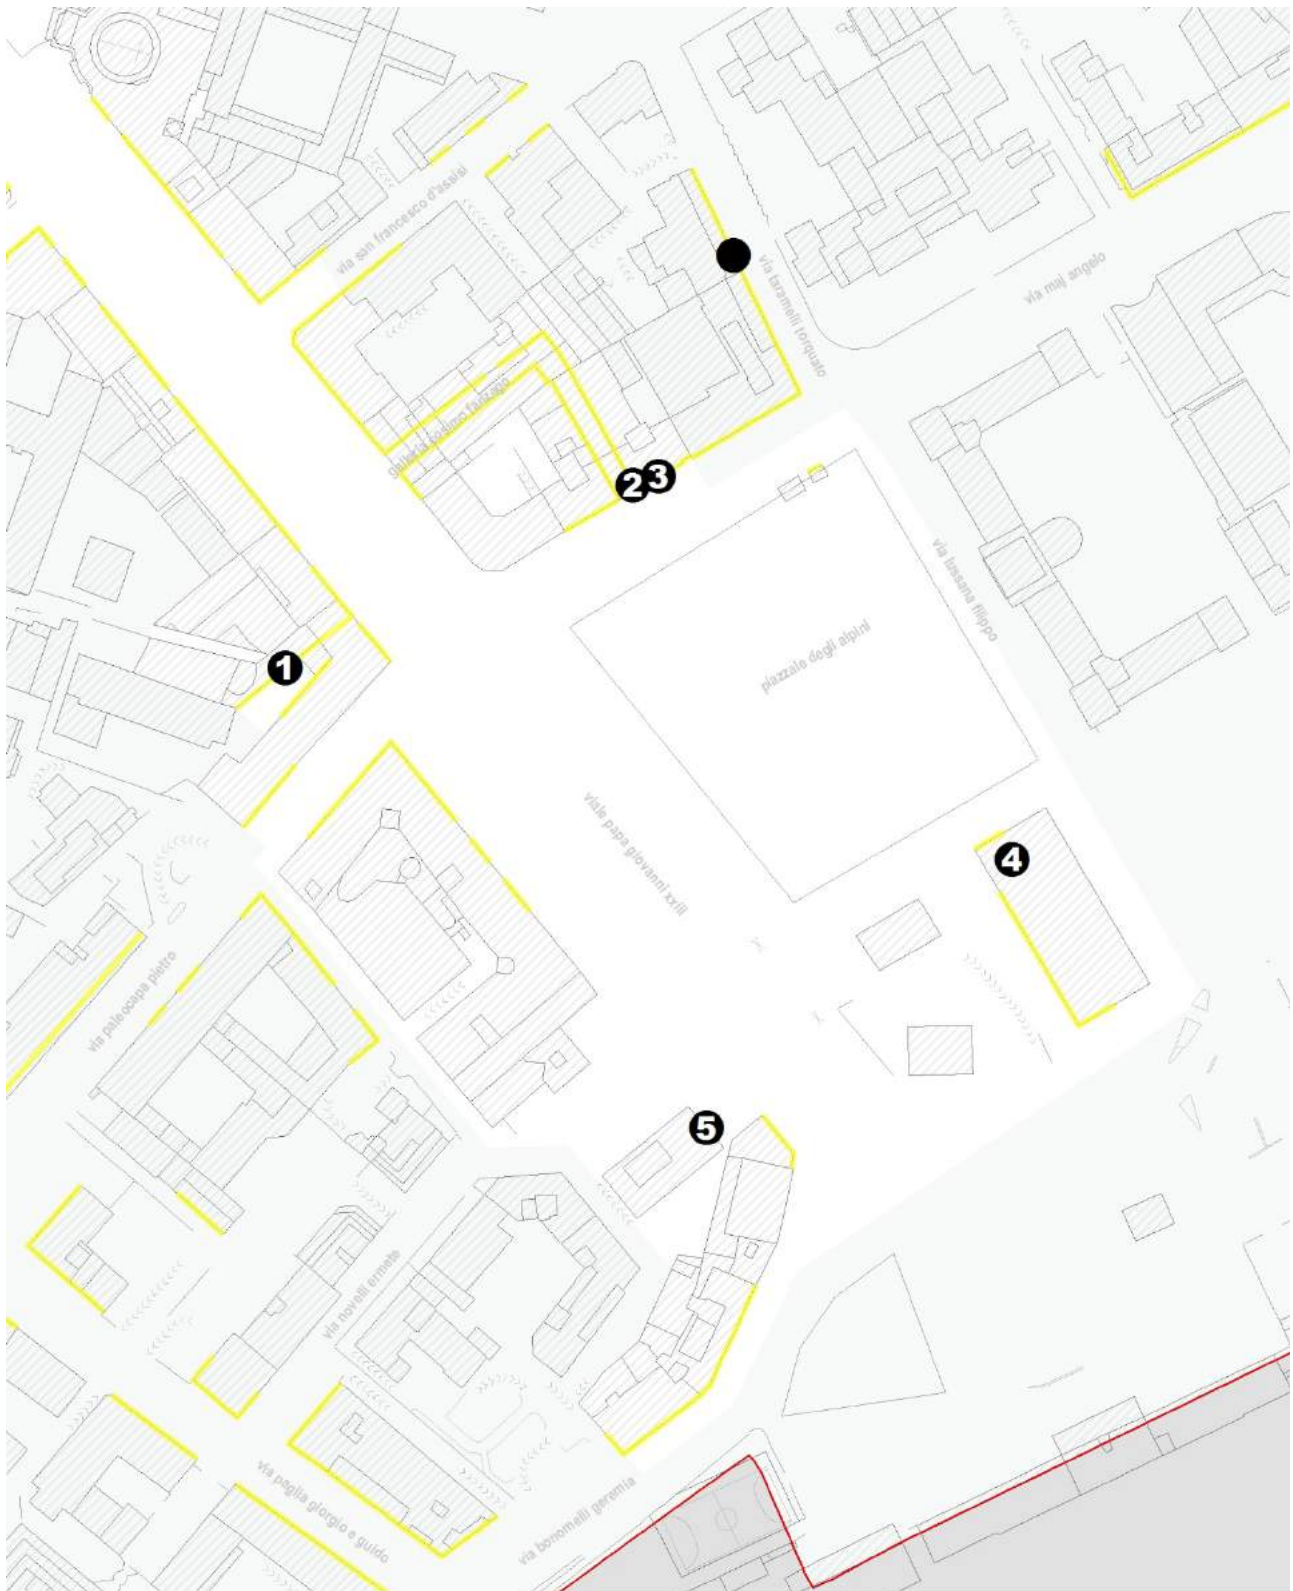 via san francesco d'assisi
via taramelli torquato
via maj angelo
galleria cosimo fanzago
2
3
via lussana filippo
piazzale degli alpini
1
viale papa giovanni xxiii
4
via paleocapa pietro
5
via novelli ermete
via paglia giorgio e guido
via bonomelli geremia